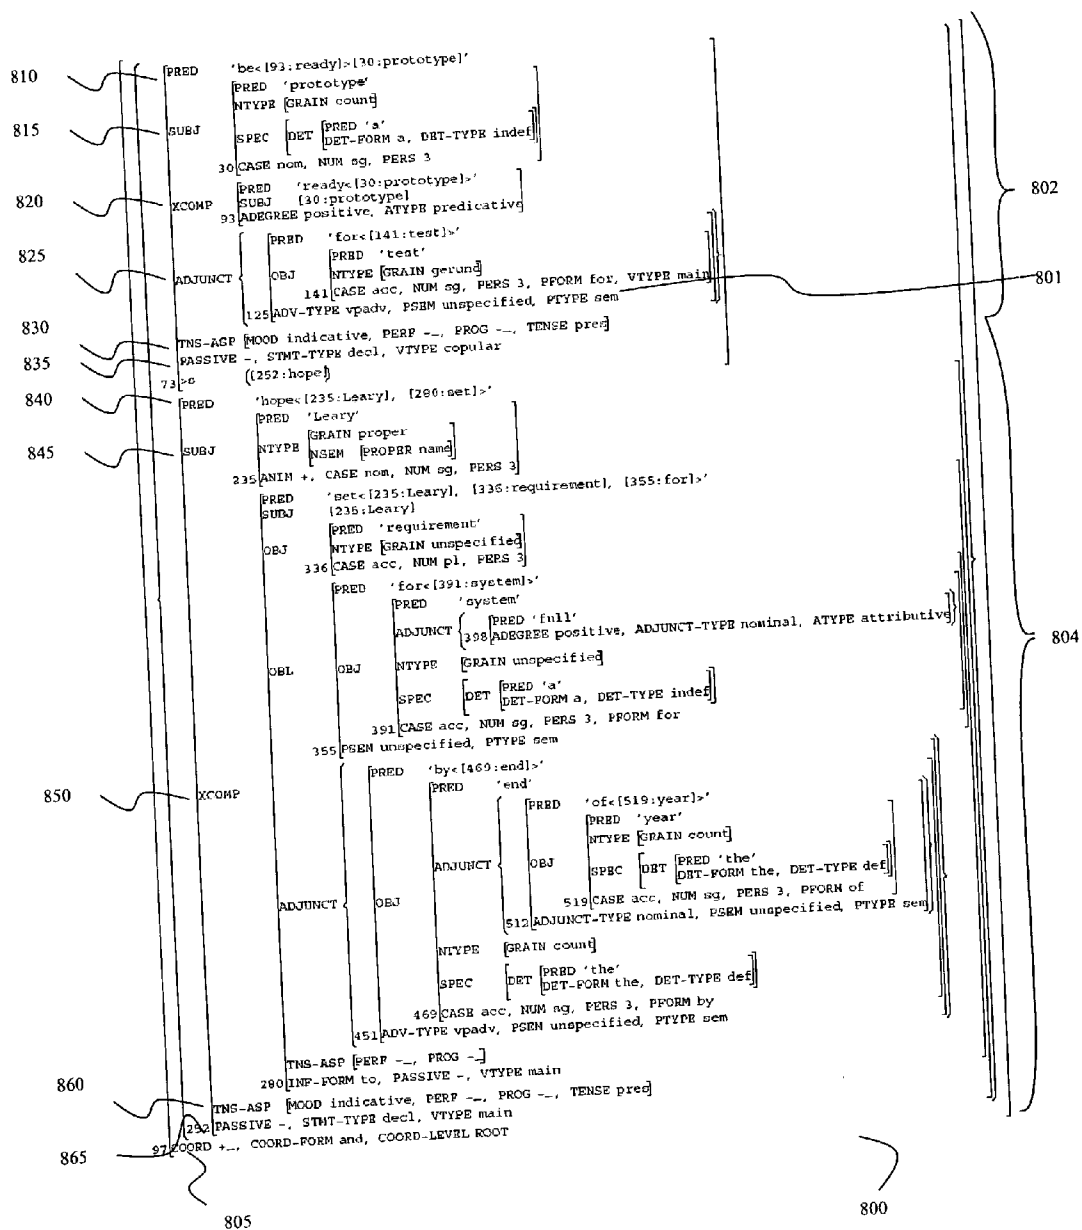 810 PRED 'be<[93:ready]>[30:prototype]'
PRED 'prototype'
NTYPE [GRAIN count]
815 SUBJ SPEC [DET [PRED 'a'
DET-FORM a, DET-TYPE indef]]
30 CASE nom, NUM sg, PERS 3
PRED 'ready<[30:prototype]>'
820 XCOMP SUBJ [30:prototype] 802
93 ADEGREE positive, ATYPE predicative
PRED 'for<[141:test]>'
825 PRED 'test'
ADJUNCT OBJ NTYPE [GRAIN gerund]
141 CASE acc, NUM sg, PERS 3, PFORM for, VTYPE main 801
125 ADV-TYPE vpadv, PSEM unspecified, PTYPE sem
830 TNS-ASP [MOOD indicative, PERF -_, PROG -_, TENSE pres]
835 PASSIVE -, STMT-TYPE decl, VTYPE copular
73 >s ([252:hope])
840 PRED 'hope<[235:Leary], [280:set]>'
PRED 'Leary'
845 SUBJ NTYPE [GRAIN proper
NSEM [PROPER name]]
235 ANIM +, CASE nom, NUM sg, PERS 3
PRED 'set<[235:Leary], [336:requirement], [355:for]>'
SUBJ [235:Leary]
PRED 'requirement'
OBJ NTYPE [GRAIN unspecified]
336 CASE acc, NUM pl, PERS 3
PRED 'for<[391:system]>'
PRED 'system'
ADJUNCT PRED 'full'
398 ADEGREE positive, ADJUNCT-TYPE nominal, ATYPE attributive 804
OBL OBJ NTYPE [GRAIN unspecified]
SPEC [DET [PRED 'a'
DET-FORM a, DET-TYPE indef]]
391 CASE acc, NUM sg, PERS 3, PFORM for
355 PSEM unspecified, PTYPE sem
PRED 'by<[469:end]>'
PRED 'end'
850 XCOMP PRED 'of<[519:year]>'
PRED 'year'
NTYPE [GRAIN count]
ADJUNCT OBJ SPEC [DET [PRED 'the'
DET-FORM the, DET-TYPE def]]
519 CASE acc, NUM sg, PERS 3, PFORM of
ADJUNCT OBJ 512 ADJUNCT-TYPE nominal, PSEM unspecified, PTYPE sem
NTYPE [GRAIN count]
SPEC [DET [PRED 'the'
DET-FORM the, DET-TYPE def]]
469 CASE acc, NUM sg, PERS 3, PFORM by
451 ADV-TYPE vpadv, PSEM unspecified, PTYPE sem
TNS-ASP [PERF -_, PROG -_]
280 INF-FORM to, PASSIVE -, VTYPE main
860 TNS-ASP [MOOD indicative, PERF -_, PROG -_, TENSE pres]
252 PASSIVE -, STMT-TYPE decl, VTYPE main
865 97 COORD +_, COORD-FORM and, COORD-LEVEL ROOT
805 800